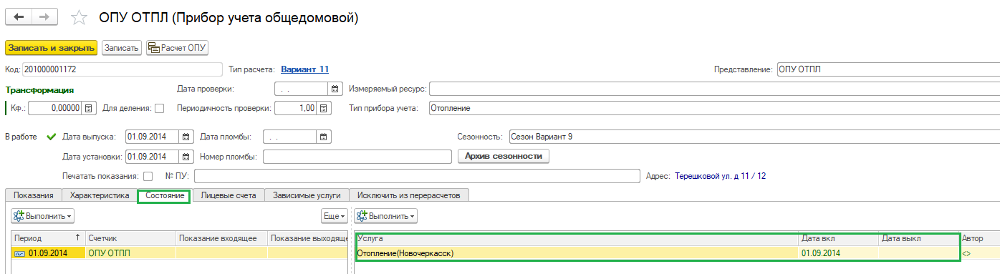 ОПУ ОТПЛ (Прибор учета общедомовой)
Записать и закрыть Записать Расчет ОПУ
Код: 201000001172 Тип расчета: Вариант 11 Представление: ОПУ ОТПЛ
Трансформация Дата проверки: . . Измеряемый ресурс:
Кф.: 0,00000 Для деления: Периодичность проверки: 1,00 Тип прибора учета: Отопление
В работе Дата выпуска: 01.09.2014 Дата пломбы: . . Сезонность: Сезон Вариант 9
Дата установки: 01.09.2014 Номер пломбы: Архив сезонности
Печатать показания: № ПУ: Адрес: Терешковой ул. д 11 / 12
Показания Характеристика Состояние Лицевые счета Зависимые услуги Исключить из перерасчетов
Выполнить Еще Выполнить
Период Счетчик Показание входящее Показание выходяще Услуга Дата вкл Дата выкл Автор
01.09.2014 ОПУ ОТПЛ Отопление(Новочеркасск) 01.09.2014 <>